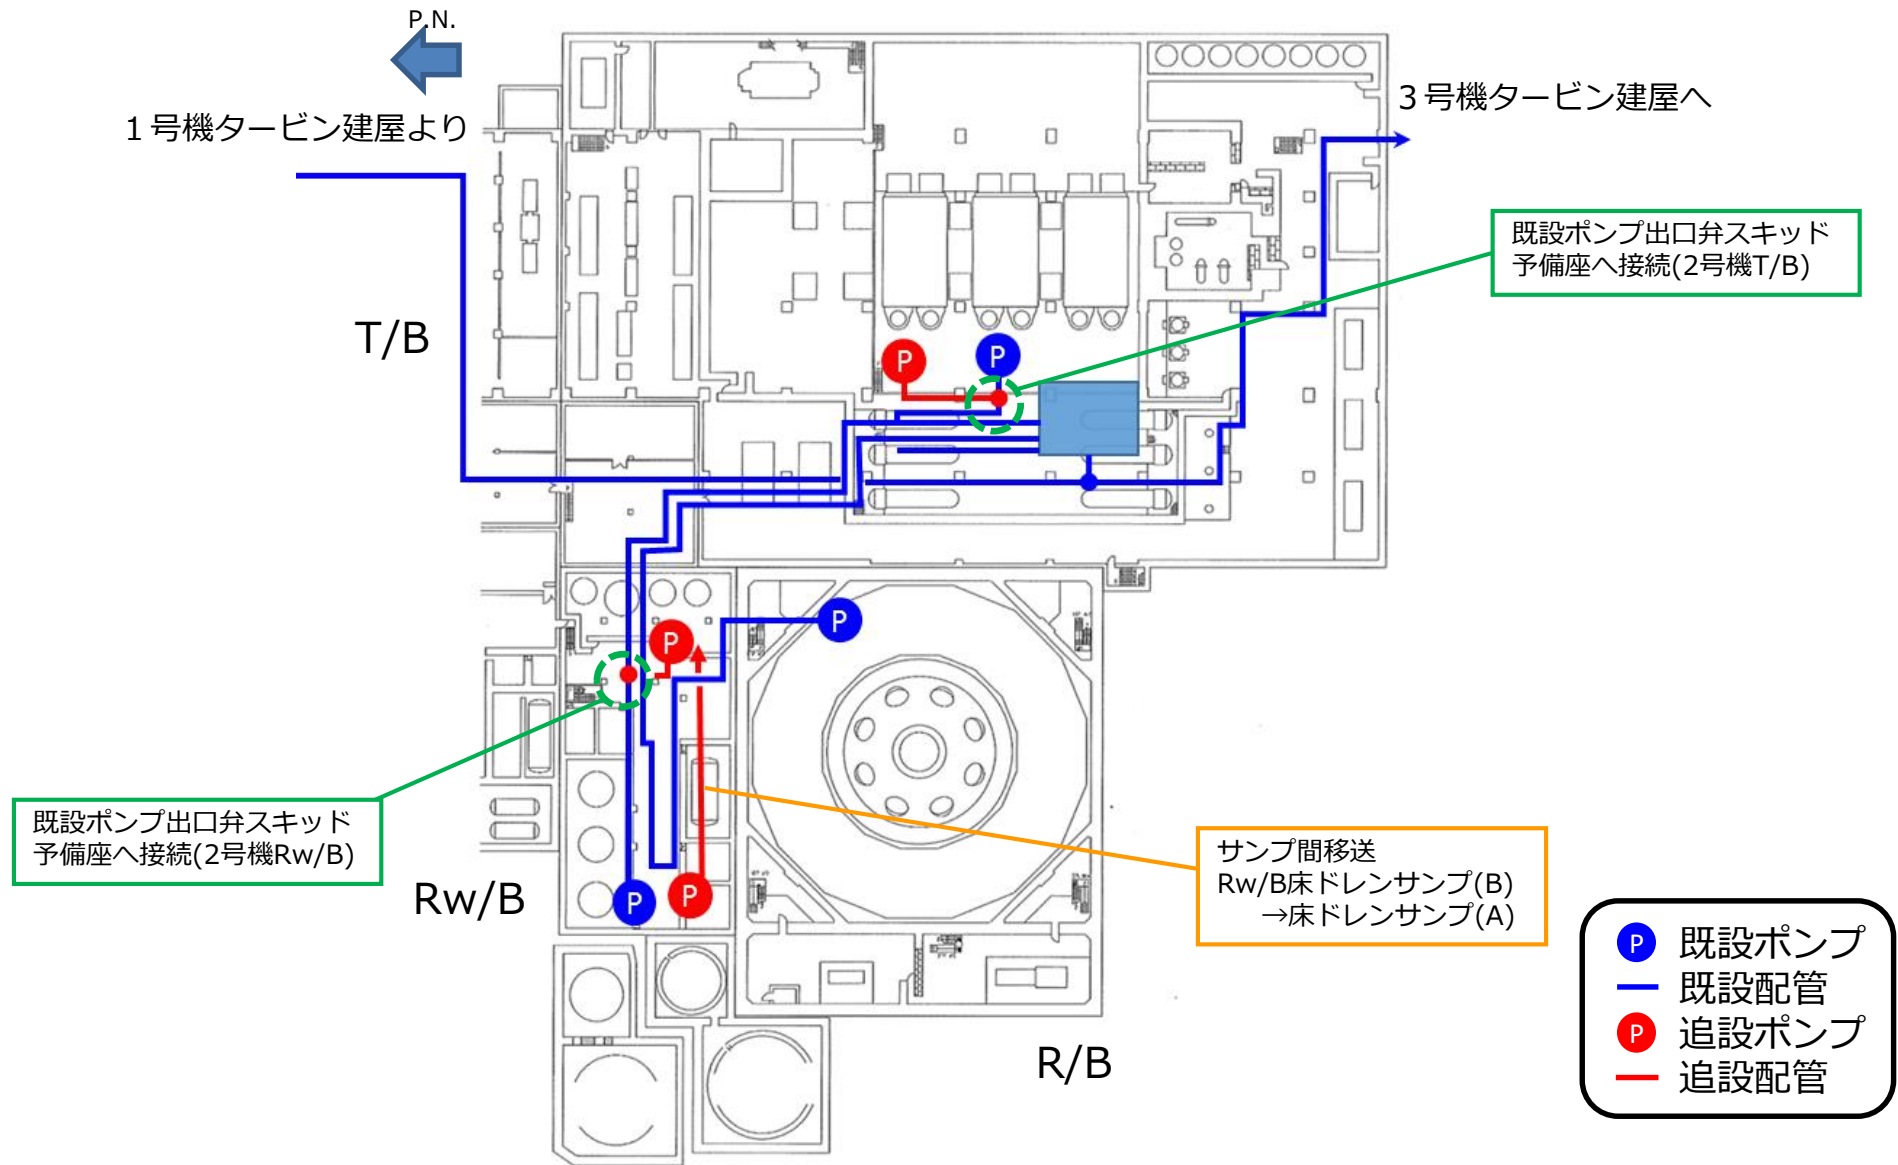 P.N.
1号機タービン建屋より
3号機タービン建屋へ
既設ポンプ出口弁スキッド
予備座へ接続(2号機T/B)
T/B
P
P
P
P
既設ポンプ出口弁スキッド
予備座へ接続(2号機Rw/B)
サンプ間移送
Rw/B床ドレンサンプ(B)
→床ドレンサンプ(A)
Rw/B
P
P
R/B
P 既設ポンプ
既設配管
P 追設ポンプ
追設配管